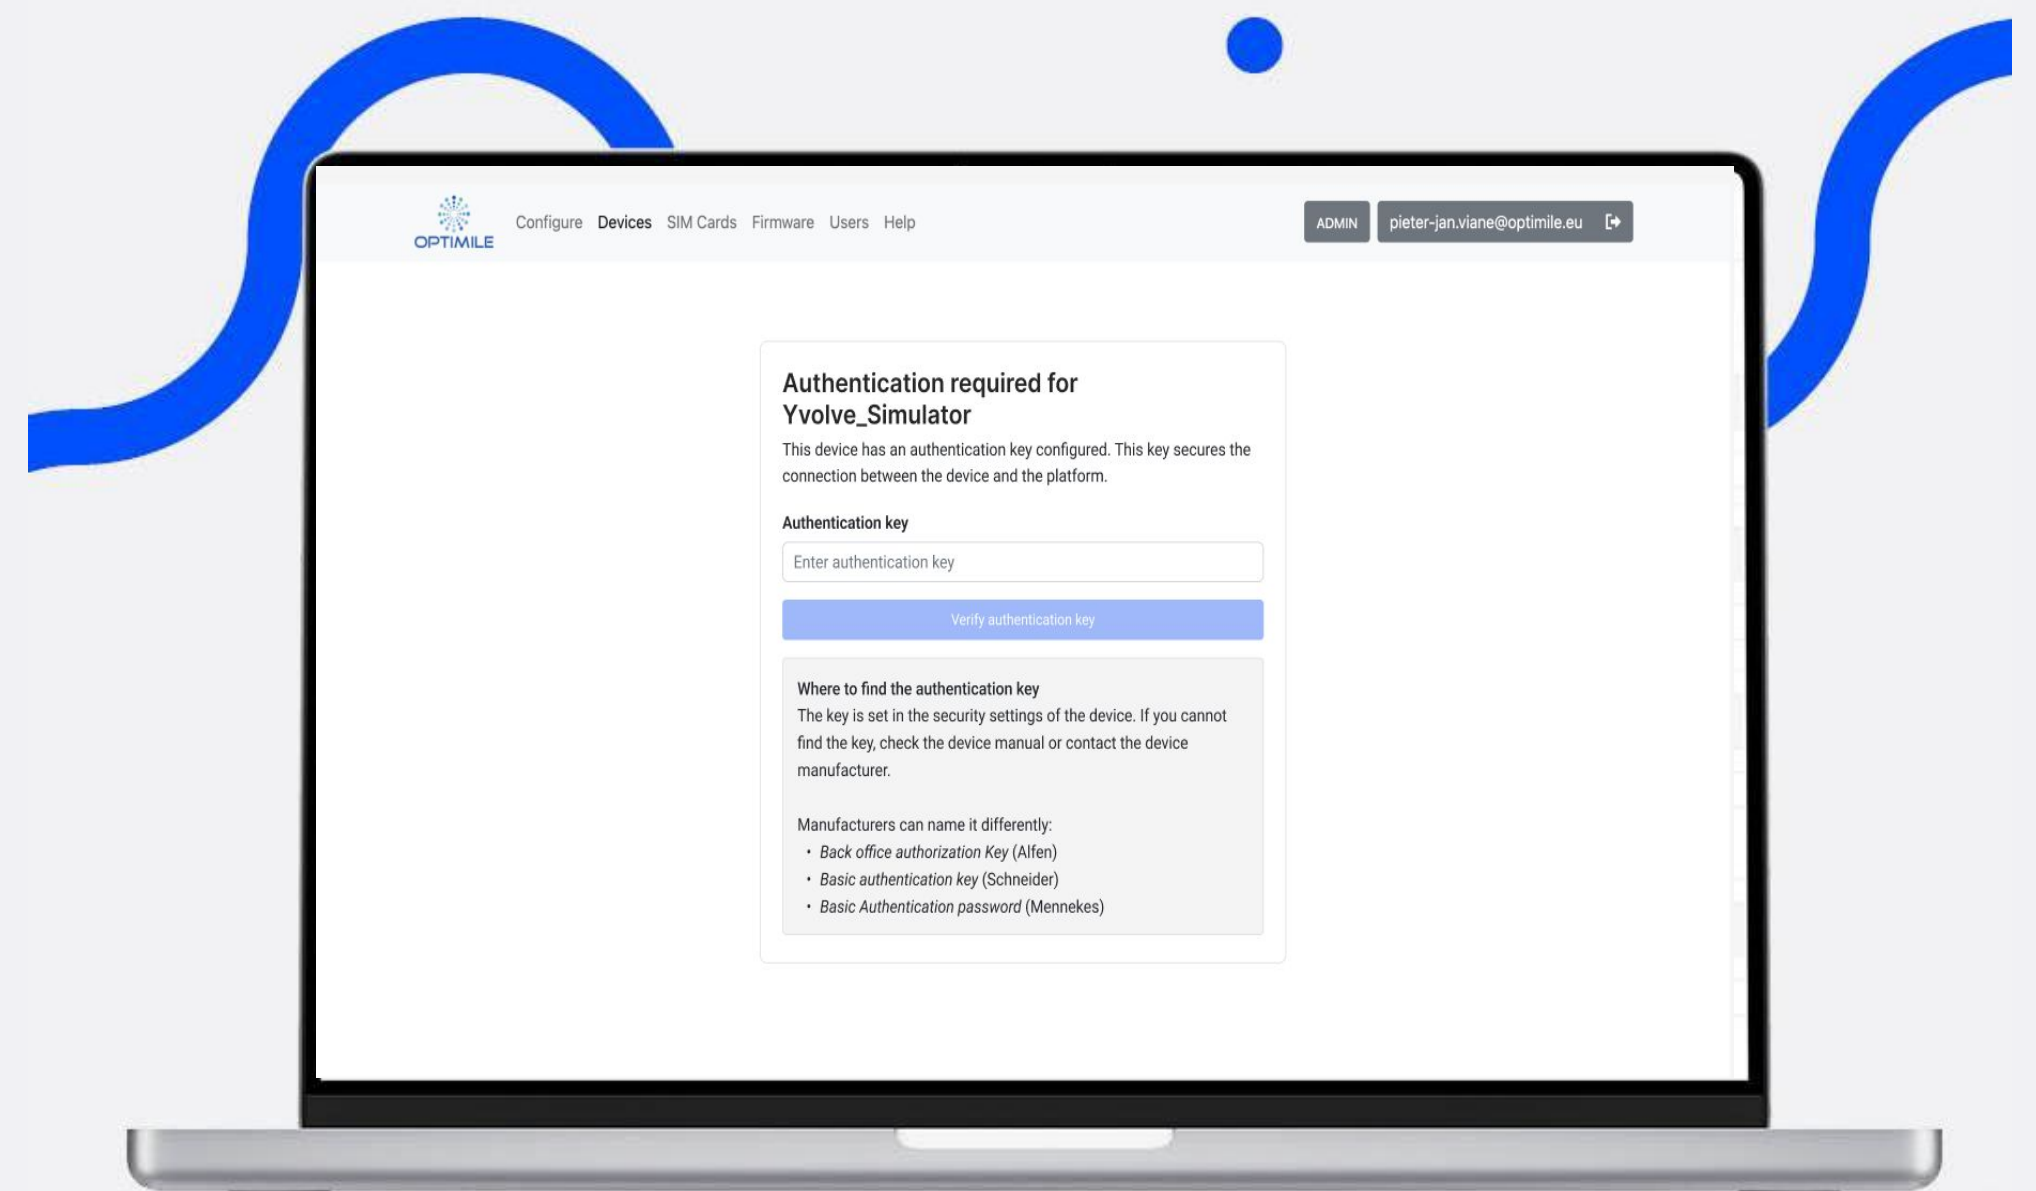 OPTIMILE
Configure Devices SIM Cards Firmware Users Help
ADMIN
pieter-jan.viane@optimile.eu
Authentication required for
Yvolve_Simulator
This device has an authentication key configured. This key secures the
connection between the device and the platform.
Authentication key
Enter authentication key
Verify authentication key
Where to find the authentication key
The key is set in the security settings of the device. If you cannot
find the key, check the device manual or contact the device
manufacturer.
Manufacturers can name it differently:
• Back office authorization Key (Alfen)
• Basic authentication key (Schneider)
• Basic Authentication password (Mennekes)